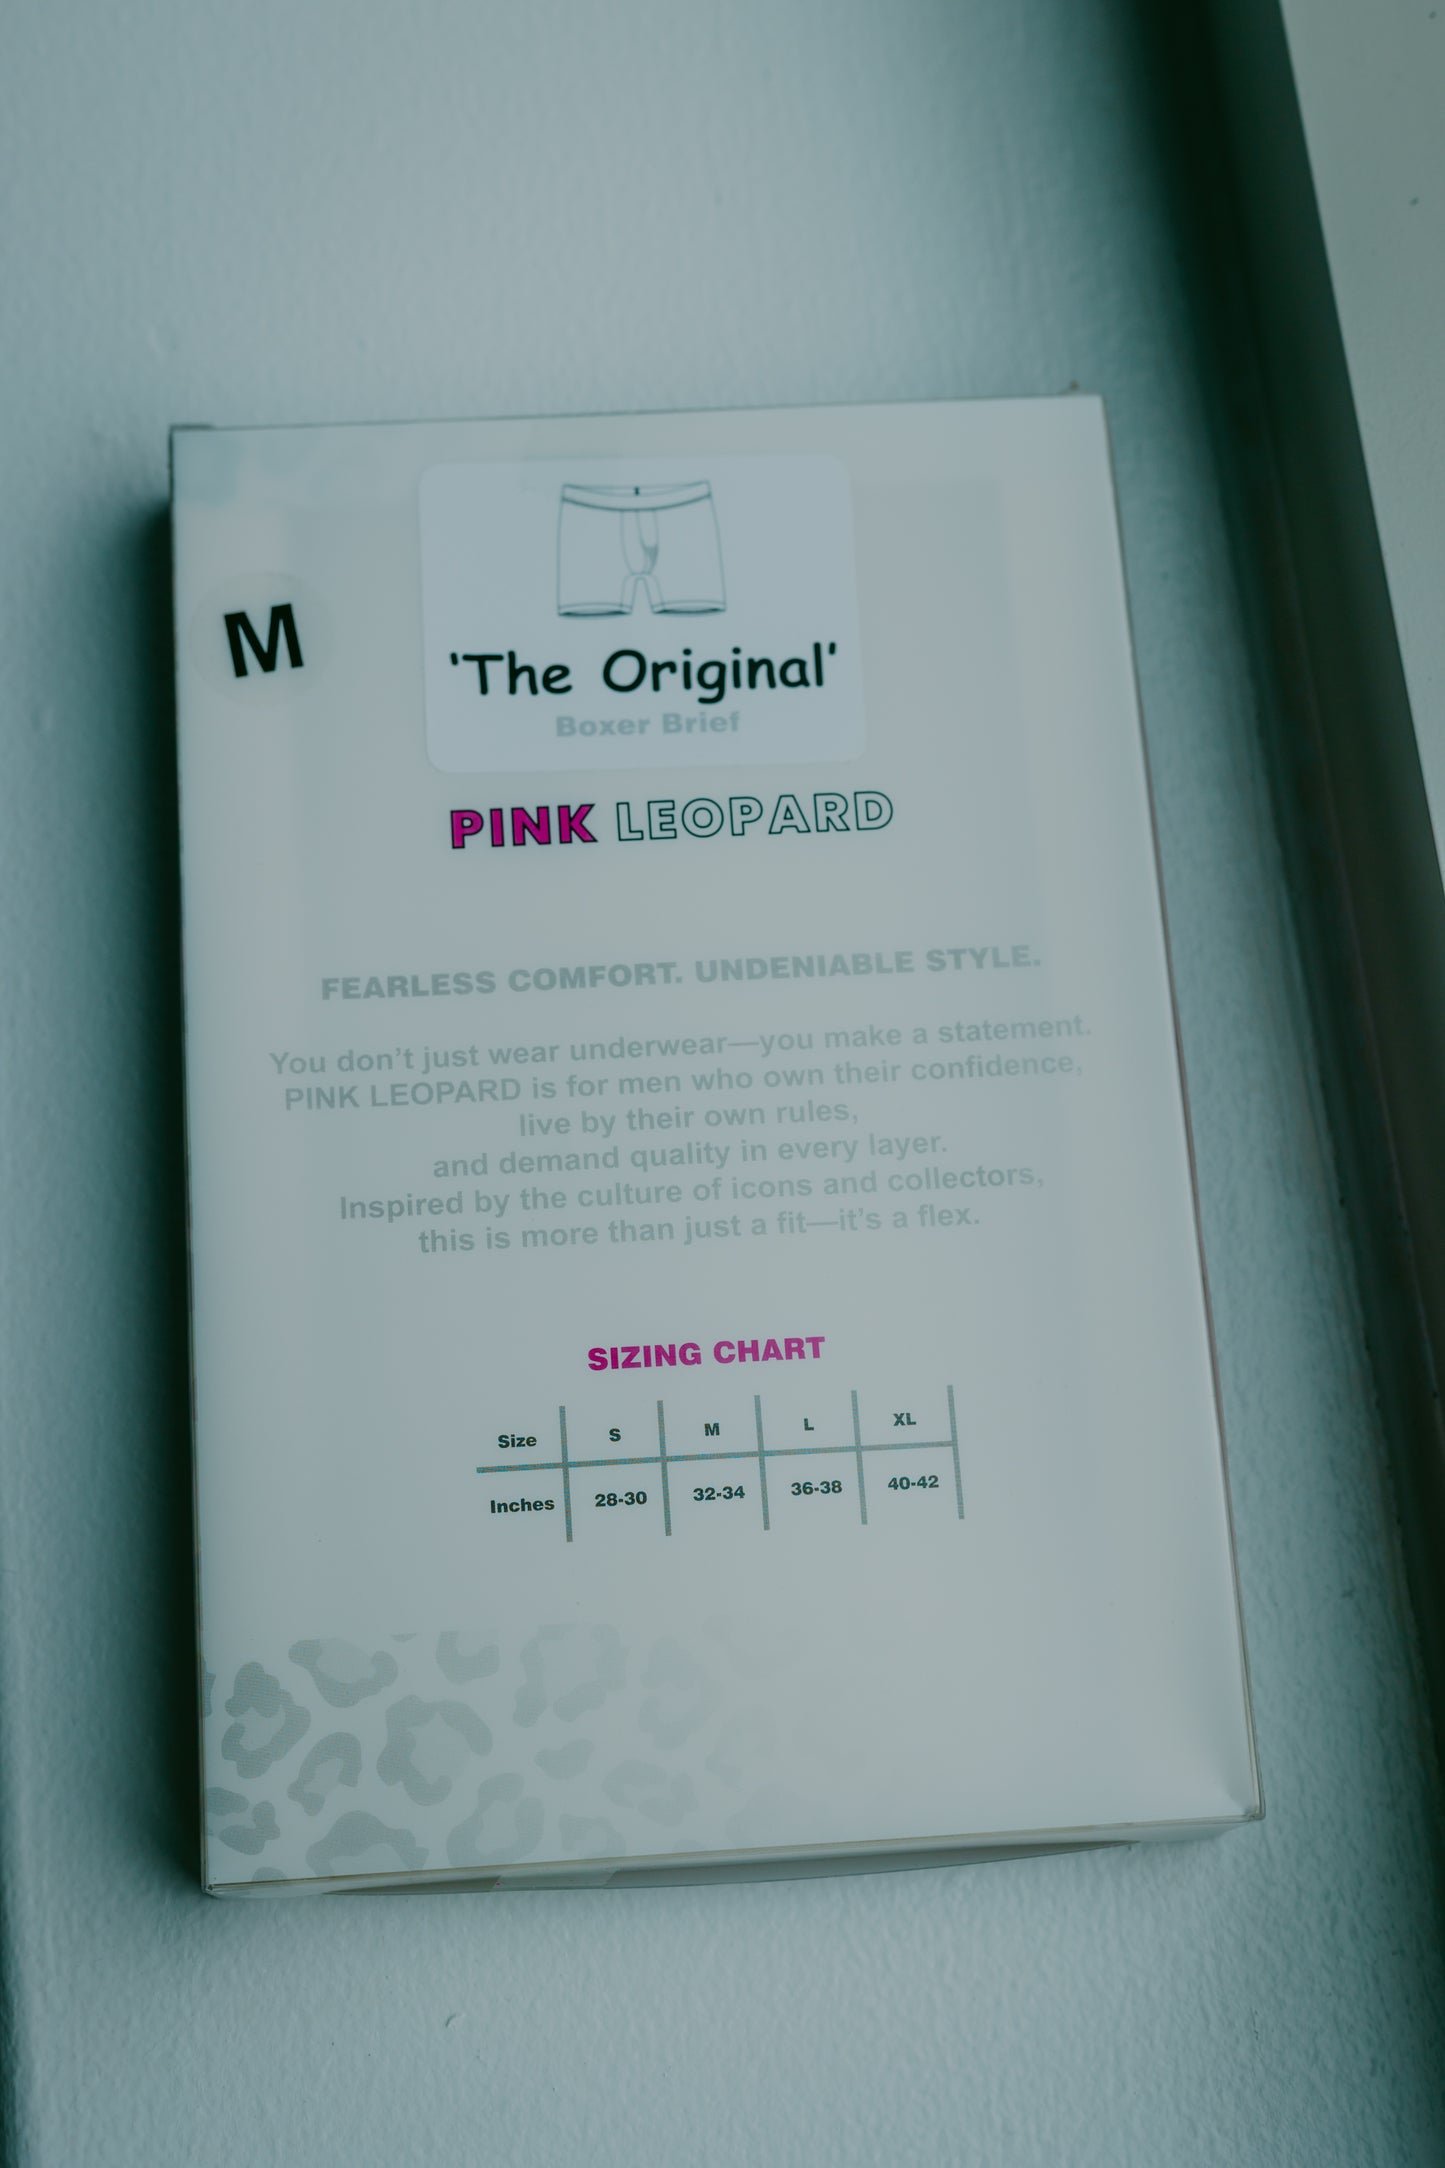 M
'The Original'
Boxer Brief
PINK LEOPARD
FEARLESS COMFORT. UNDENIABLE STYLE.
You don't just wear underwear—you make a statement.
PINK LEOPARD is for men who own their confidence,
live by their own rules,
and demand quality in every layer.
Inspired by the culture of icons and collectors,
this is more than just a fit—it's a flex.
SIZING CHART
Size S M L XL
Inches 28-30 32-34 36-38 40-42